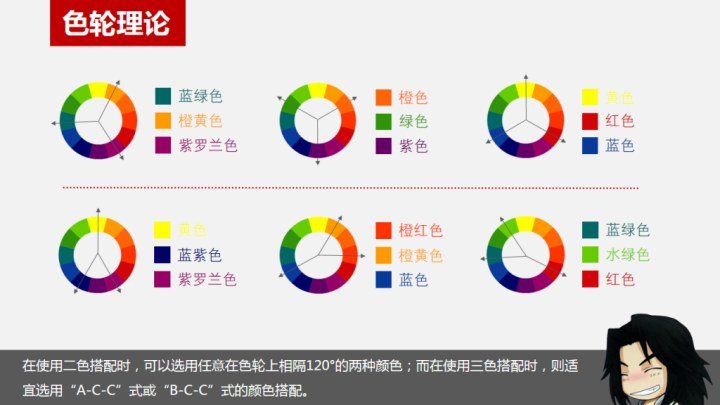 色轮理论
蓝绿色
橙黄色
紫罗兰色
橙色
绿色
紫色
黄色
红色
蓝色
黄色
蓝紫色
紫罗兰色
橙红色
橙黄色
蓝色
蓝绿色
水绿色
红色
在使用二色搭配时，可以选用任意在色轮上相隔120°的两种颜色；而在使用三色搭配时，则适
宜选用“A-C-C”式或“B-C-C”式的颜色搭配。